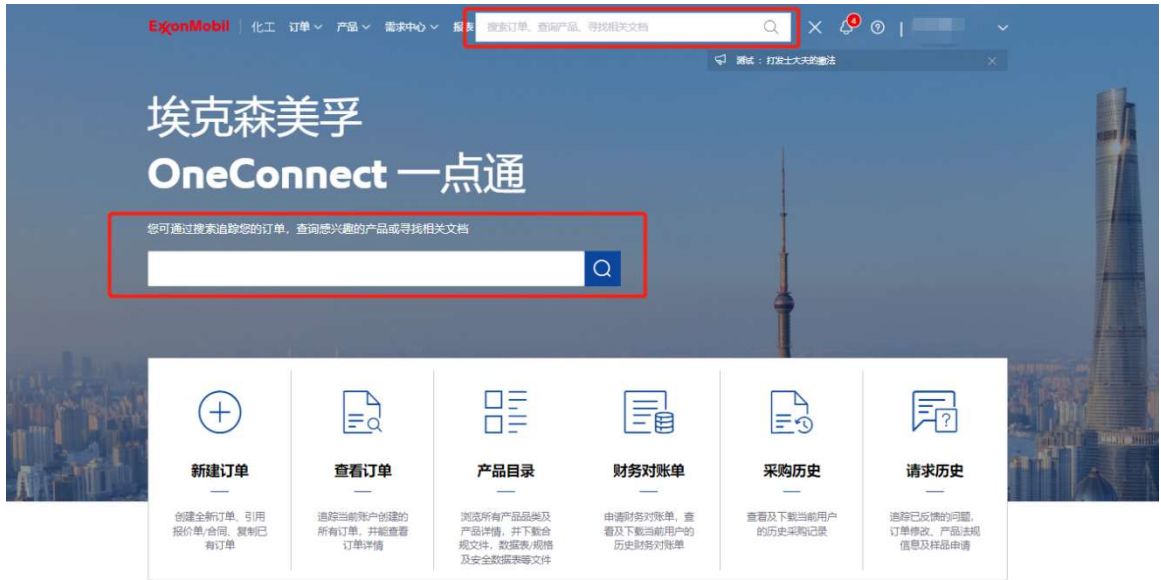 ExxonMobil 化工 订单 产品 需求中心 报表 搜索订单、查询产品、寻找相关文档 4
测试：打发士大夫的撒法
埃克森美孚
OneConnect 一点通
您可通过搜索追踪您的订单，查询感兴趣的产品或寻找相关文档
新建订单 查看订单 产品目录 财务对账单 采购历史 请求历史
创建全新订单、引用 追踪当前账户创建的 浏览所有产品品类及 申请财务对账单，查 查看及下载当前用户 追踪已反馈的问题，
报价单/合同、复制已 所有订单，并能查看 产品详情，并下载合 看及下载当前用户的 的历史采购记录 订单修改、产品法规
有订单 订单详情 规文件，数据表/规格 历史财务对账单 信息及样品申请
及安全数据表等文件